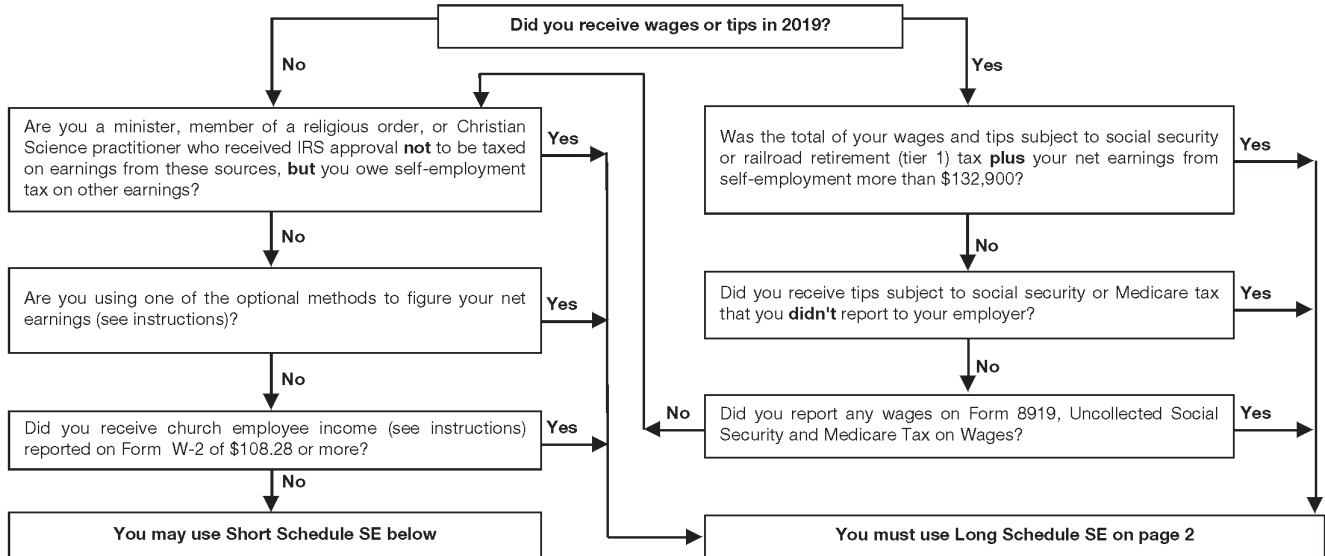 Did you receive wages or tips in 2019?
No
Yes
Are you a minister, member of a religious order, or Christian
Science practitioner who received IRS approval not to be taxed
on earnings from these sources, but you owe self-employment
tax on other earnings?
Yes
No
Are you using one of the optional methods to figure your net
earnings (see instructions)?
Yes
No
Did you receive church employee income (see instructions)
reported on Form W-2 of $108.28 or more?
Yes
No
You may use Short Schedule SE below
Was the total of your wages and tips subject to social security
or railroad retirement (tier 1) tax plus your net earnings from
self-employment more than $132,900?
Yes
No
Did you receive tips subject to social security or Medicare tax
that you didn't report to your employer?
Yes
No
Did you report any wages on Form 8919, Uncollected Social
Security and Medicare Tax on Wages?
No
Yes
You must use Long Schedule SE on page 2